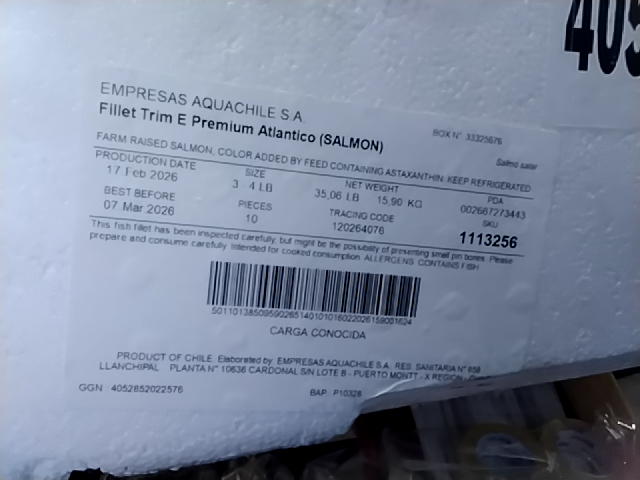 409
EMPRESAS AQUACHILE S.A.
Fillet Trim E Premium Atlantico (SALMON)
BOX N° 33325676
Salmo salar
FARM RAISED SALMON, COLOR ADDED BY FEED CONTAINING ASTAXANTHIN. KEEP REFRIGERATED
PRODUCTION DATE SIZE NET WEIGHT PDA
17 Feb 2026 3 4 LB 35,06 LB 15,90 KG 002667273443
BEST BEFORE PIECES TRACING CODE SKU
07 Mar 2026 10 120264076 1113256
This fish fillet has been inspected carefully, but might be the possibility of presenting small pin bones. Please
prepare and consume carefully. Intended for cooked consumption. ALLERGENS: CONTAINS FISH
CARGA CONOCIDA
PRODUCT OF CHILE. Elaborated by: EMPRESAS AQUACHILE S.A. RES. SANITARIA N° 858
LLANCHIPAL PLANTA N° 10636 CARDONAL S/N LOTE B - PUERTO MONTT - X REGION -
GGN : 4052852022576 BAP : P10328